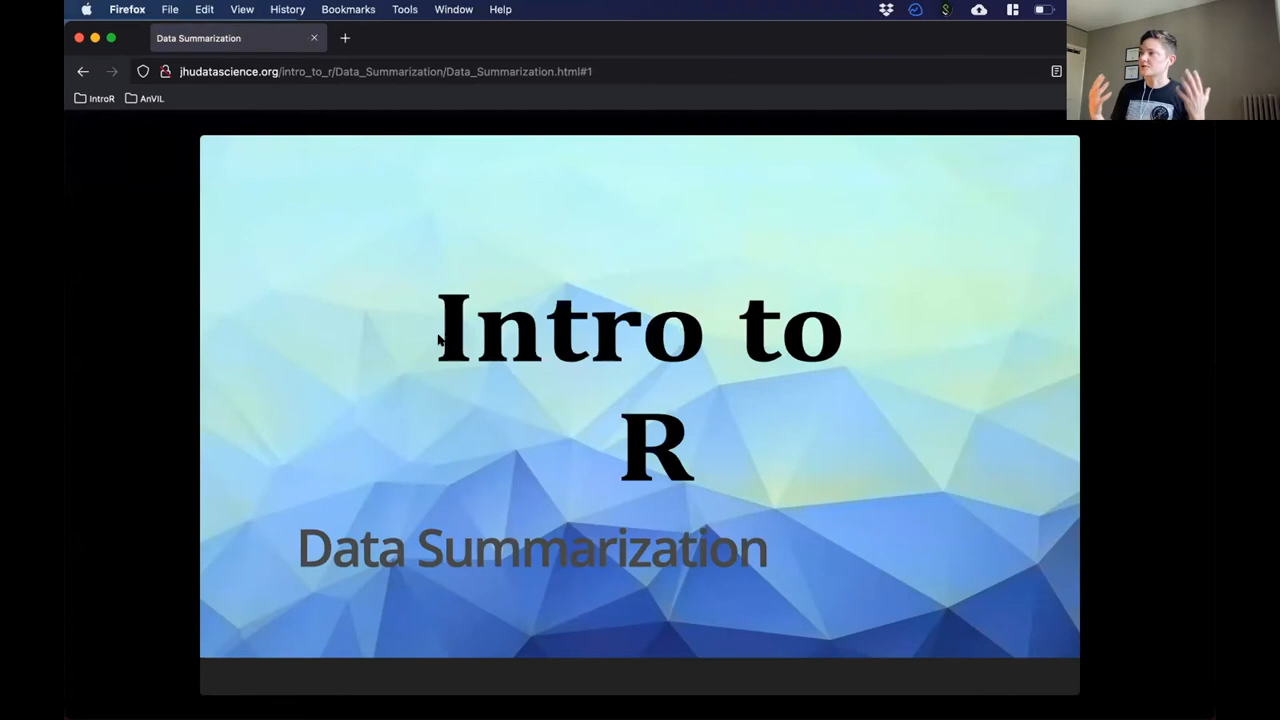 Firefox File Edit View History Bookmarks Tools Window Help
Data Summarization
jhudatascience.org/intro_to_r/Data_Summarization/Data_Summarization.html#1
IntroR AnVIL
Intro to
R
Data Summarization